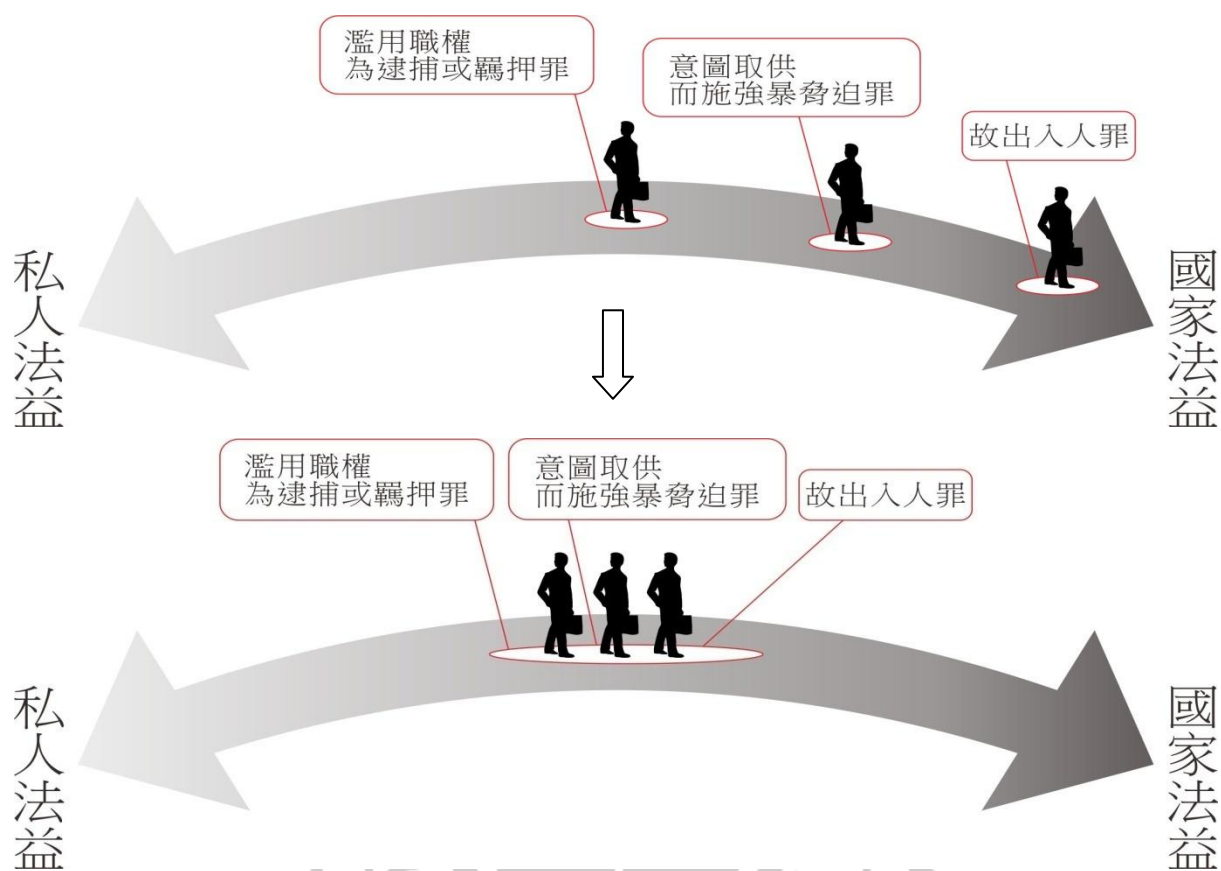 濫用職權
為逮捕或羈押罪
意圖取供
而施強暴脅迫罪
故出入人罪
私人法益
國家法益
濫用職權
為逮捕或羈押罪
意圖取供
而施強暴脅迫罪
故出入人罪
私人法益
國家法益